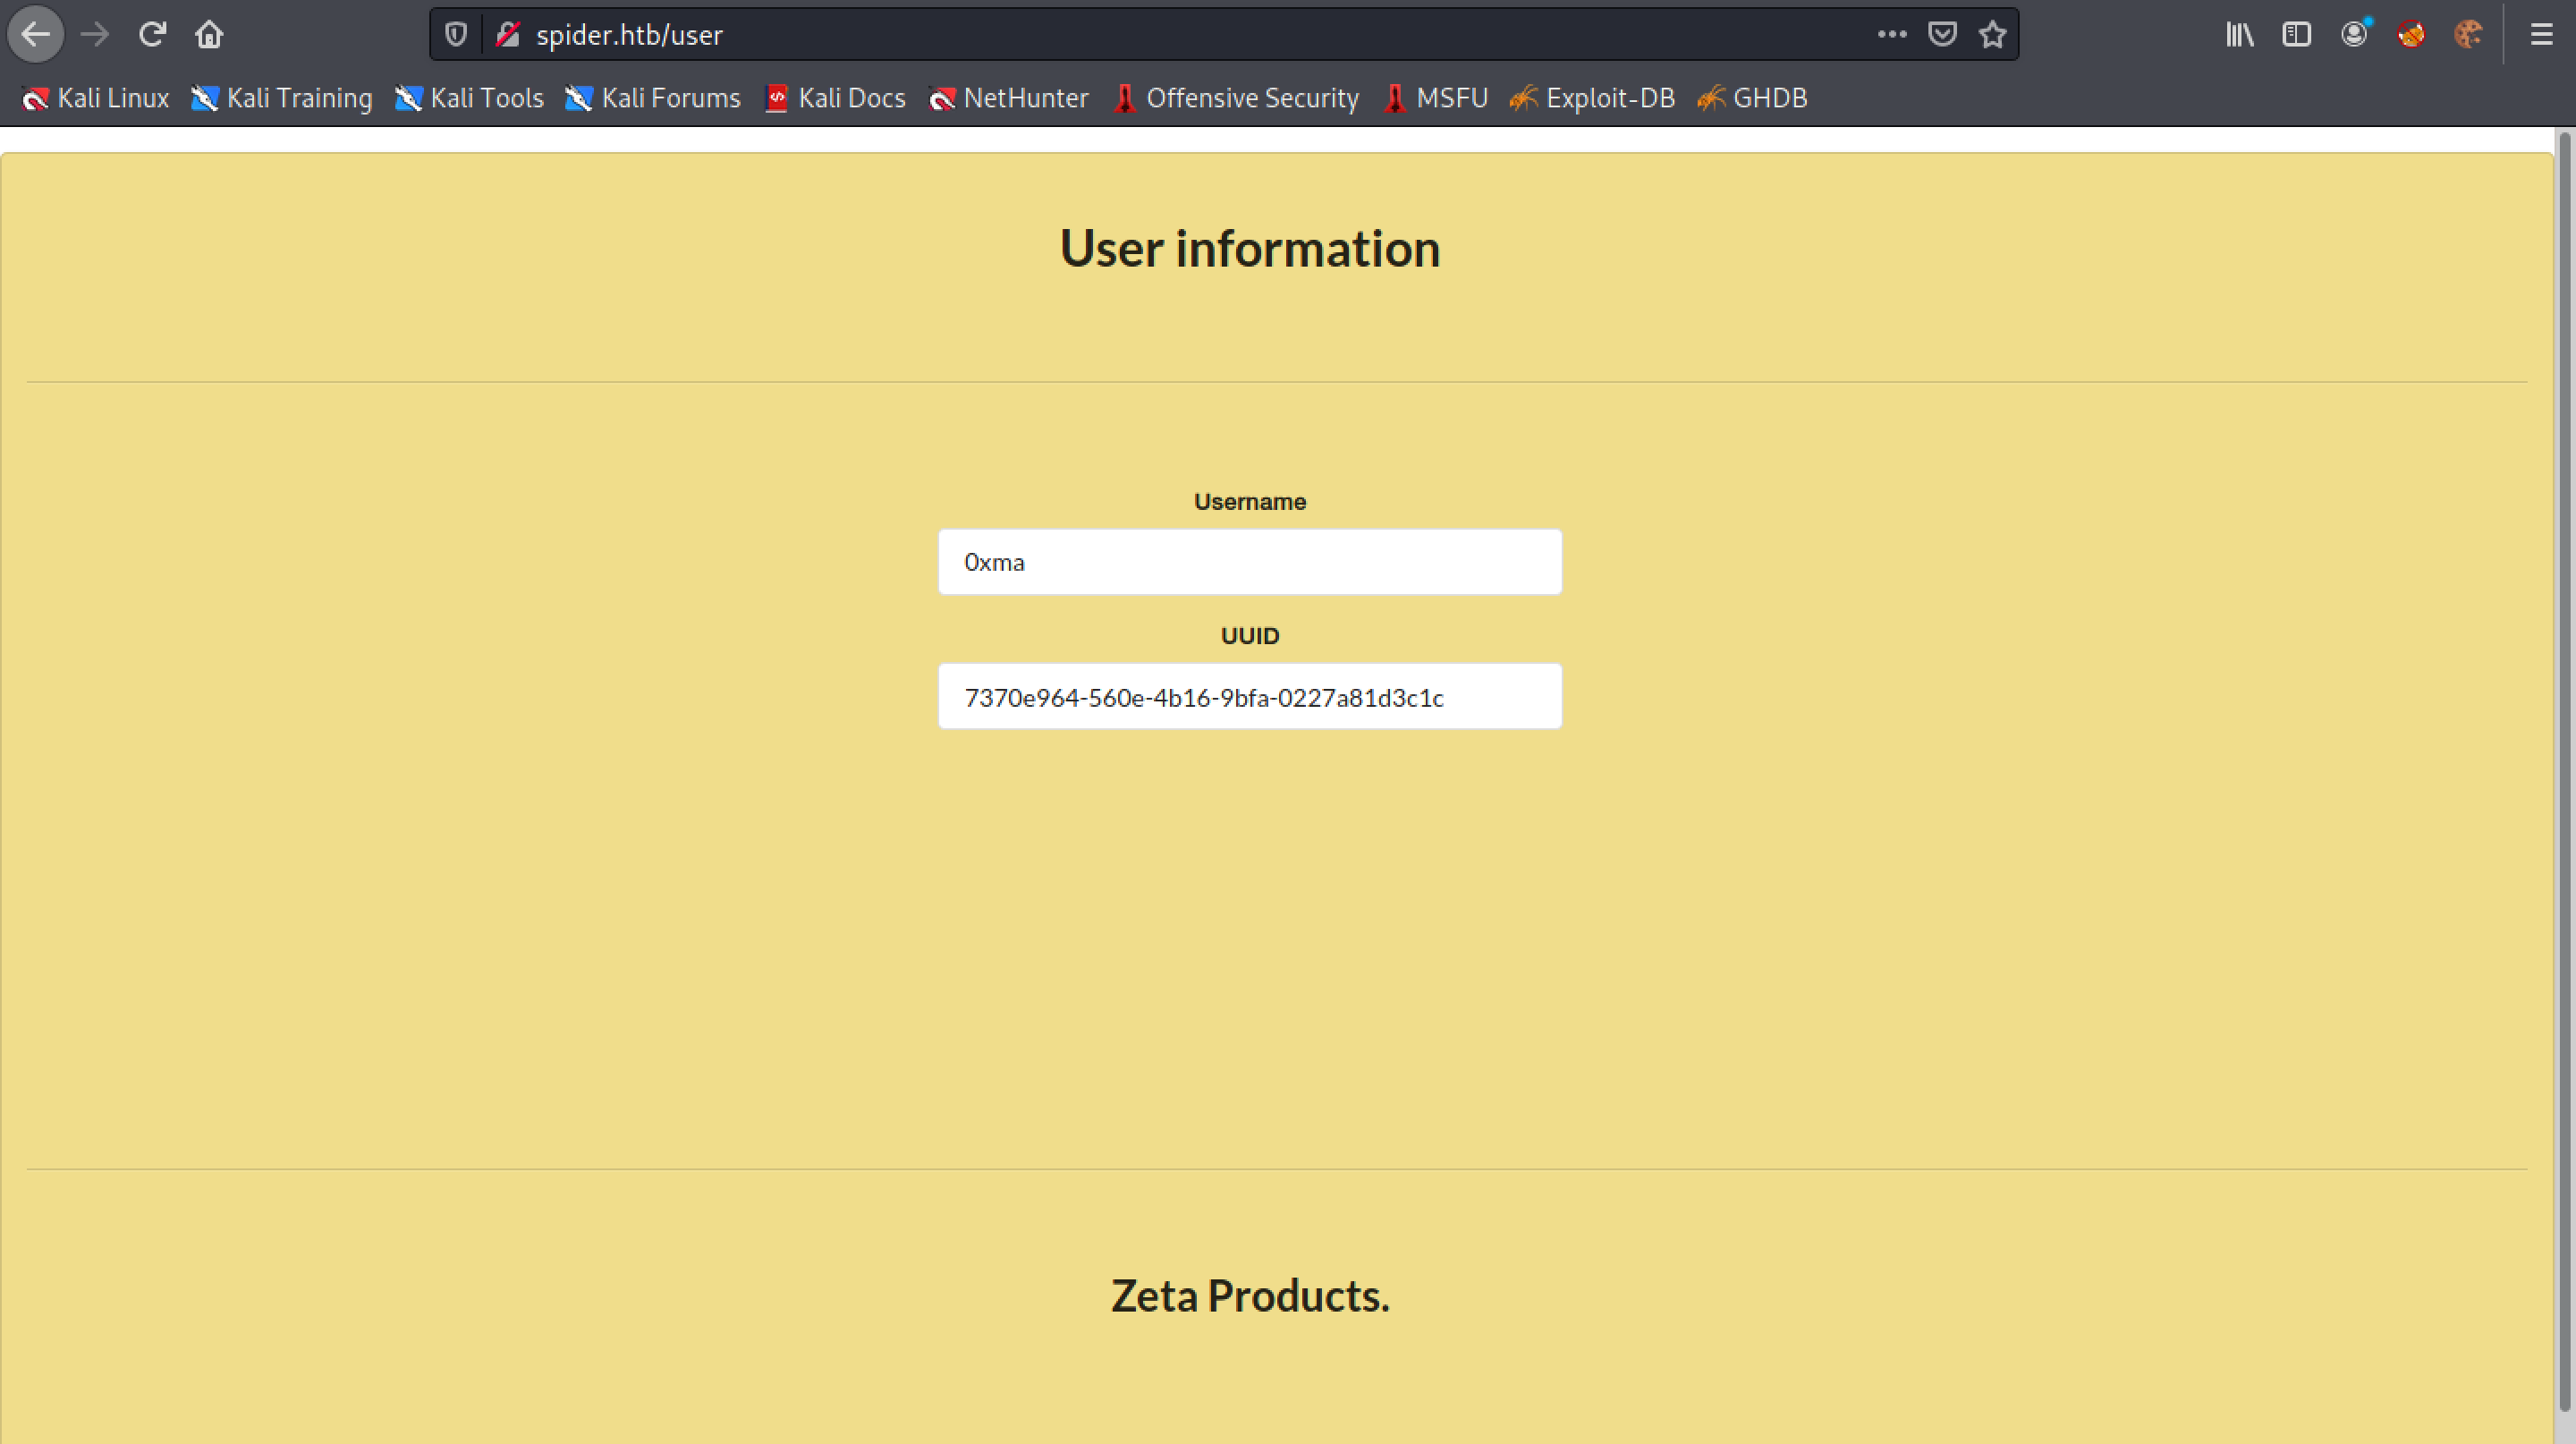 spider.htb/user
Kali Linux Kali Training Kali Tools Kali Forums Kali Docs NetHunter Offensive Security MSFU Exploit-DB GHDB
User information
Username
0xma
UUID
7370e964-560e-4b16-9bfa-0227a81d3c1c
Zeta Products.